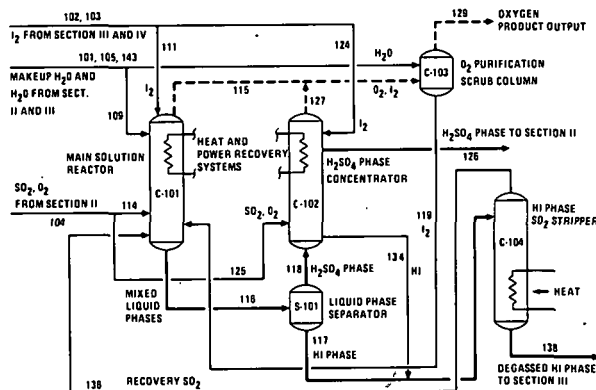 102, 103
I2 FROM SECTION III AND IV
111
101, 105, 143
MAKEUP H2O AND
H2O FROM SECT.
II AND III
109
I2
115
124
H2O
129
OXYGEN
PRODUCT OUTPUT
C-103
O2 PURIFICATION
SCRUB COLUMN
127
O2, I2
I2
HEAT AND
POWER RECOVERY
SYSTEMS
MAIN SOLUTION
REACTOR
C-101
H2SO4 PHASE
CONCENTRATOR
C-102
H2SO4 PHASE TO SECTION II
126
SO2, O2
FROM SECTION II
104
114
SO2, O2
125
119
I2
134
HI
HI PHASE
SO2 STRIPPER
C-104
HEAT
118
H2SO4 PHASE
MIXED
LIQUID
PHASES
116
S-101
LIQUID PHASE
SEPARATOR
117
HI PHASE
136
RECOVERY SO2
138
DEGASSED HI PHASE
TO SECTION III